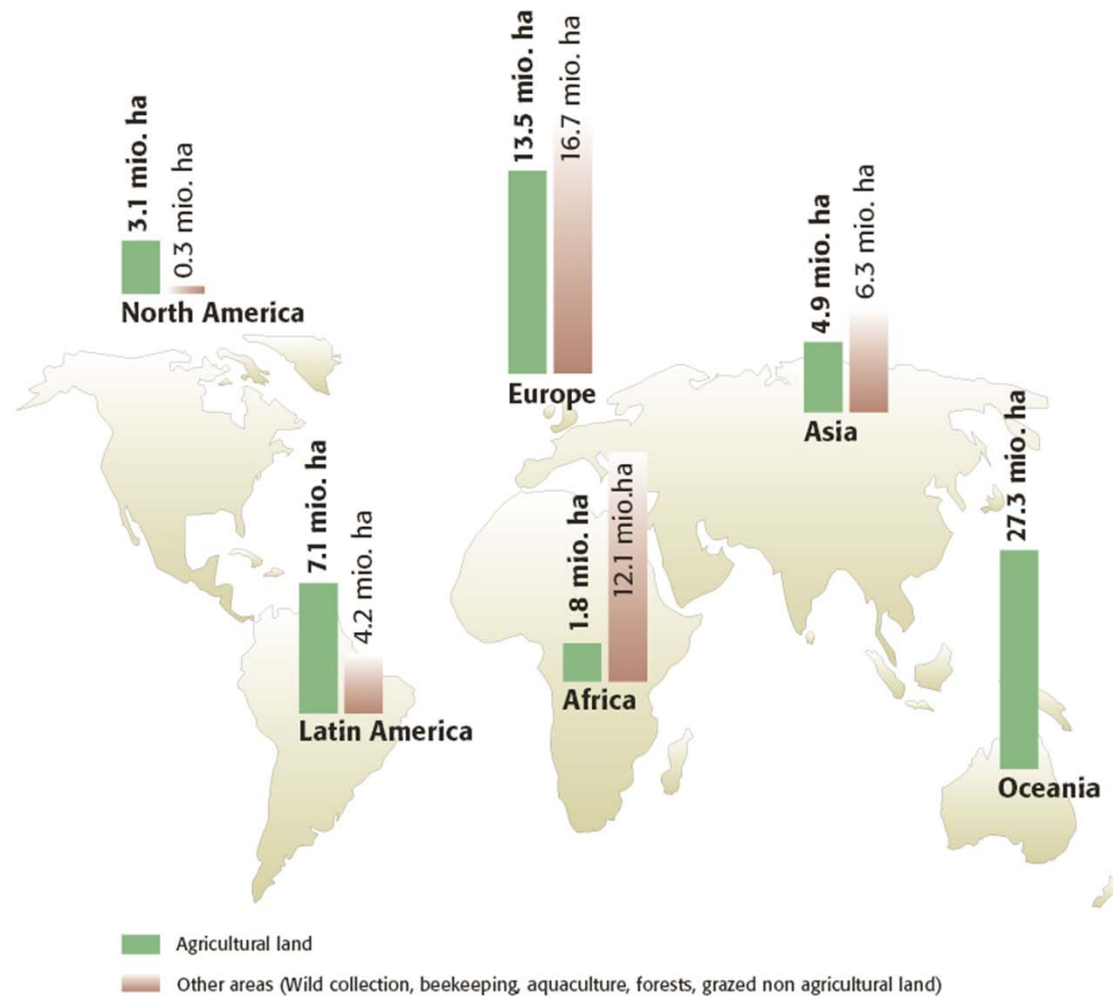 3.1 mio. ha
0.3 mio. ha
North America
13.5 mio. ha
16.7 mio. ha
Europe
4.9 mio. ha
6.3 mio. ha
Asia
7.1 mio. ha
4.2 mio. ha
Latin America
1.8 mio. ha
12.1 mio.ha
Africa
27.3 mio. ha
Oceania
Agricultural land
Other areas (Wild collection, beekeeping, aquaculture, forests, grazed non agricultural land)